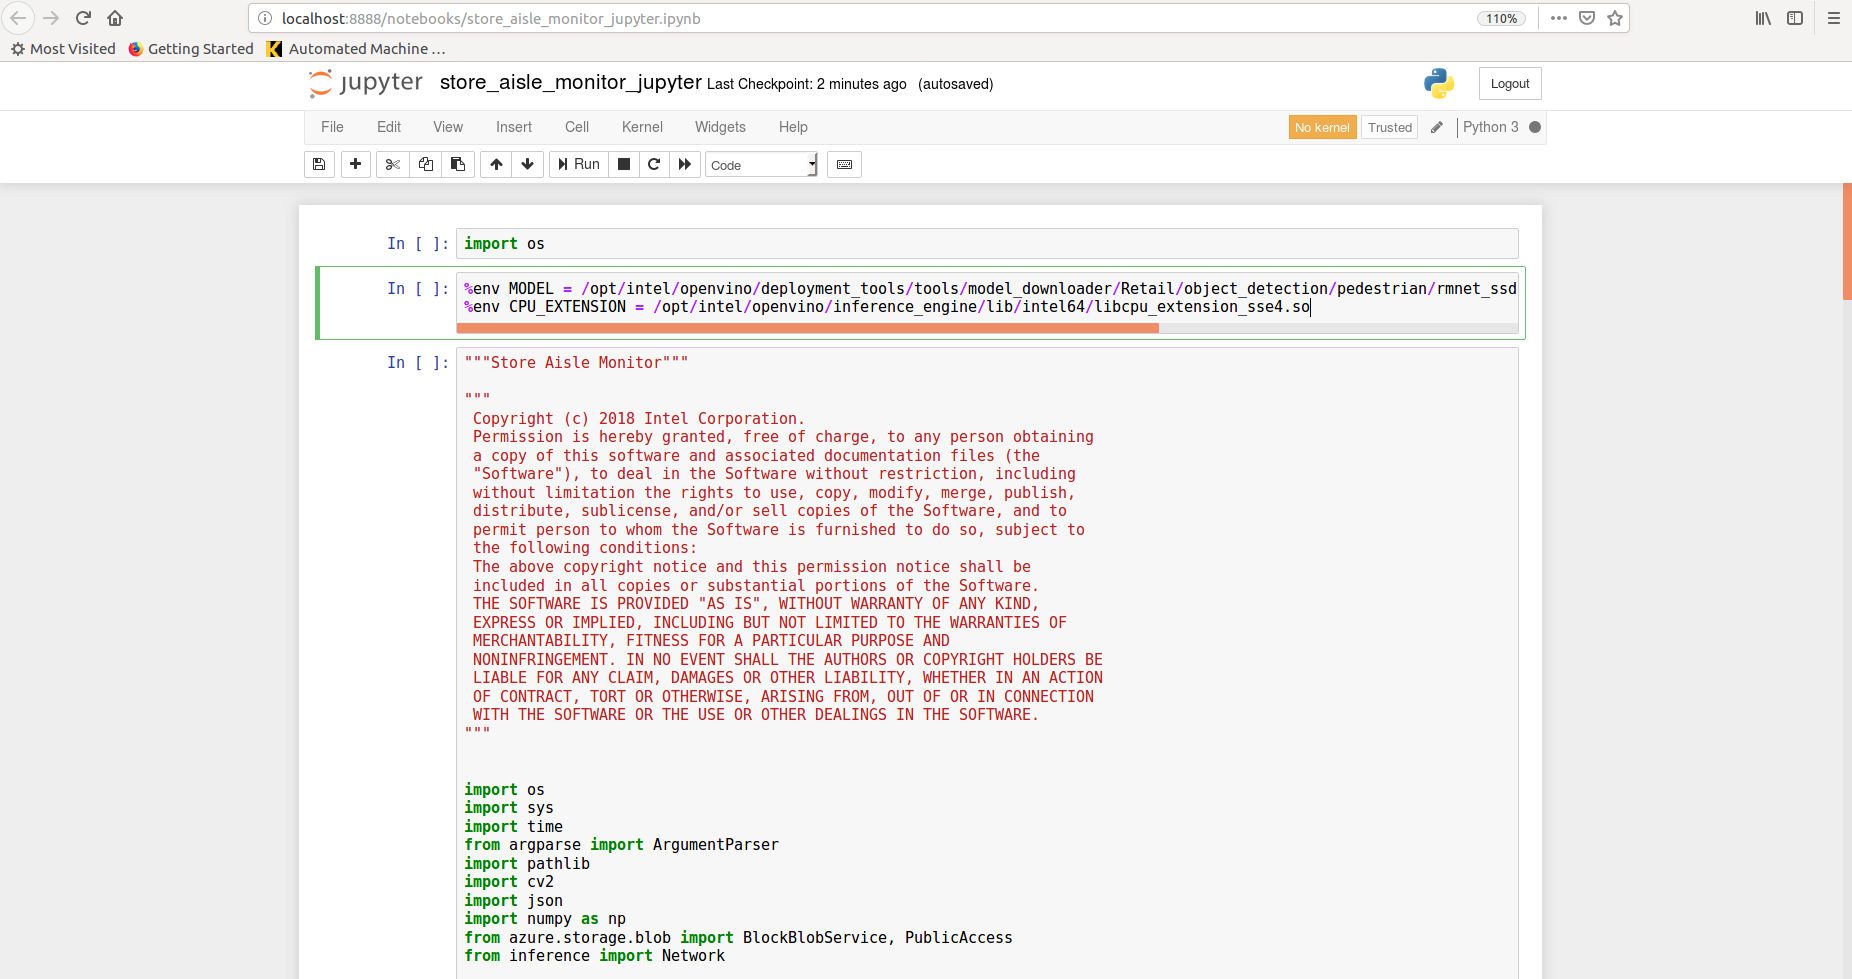 localhost:8888/notebooks/store_aisle_monitor_jupyter.ipynb 110%
Most Visited Getting Started Automated Machine …
jupyter store_aisle_monitor_jupyter Last Checkpoint: 2 minutes ago (autosaved) Logout
File Edit View Insert Cell Kernel Widgets Help No kernel Trusted Python 3
Run Code
In [ ]: import os
In [ ]: %env MODEL = /opt/intel/openvino/deployment_tools/tools/model_downloader/Retail/object_detection/pedestrian/rmnet_ssd
%env CPU_EXTENSION = /opt/intel/openvino/inference_engine/lib/intel64/libcpu_extension_sse4.so
In [ ]: """Store Aisle Monitor"""
"""
Copyright (c) 2018 Intel Corporation.
Permission is hereby granted, free of charge, to any person obtaining
a copy of this software and associated documentation files (the
"Software"), to deal in the Software without restriction, including
without limitation the rights to use, copy, modify, merge, publish,
distribute, sublicense, and/or sell copies of the Software, and to
permit person to whom the Software is furnished to do so, subject to
the following conditions:
The above copyright notice and this permission notice shall be
included in all copies or substantial portions of the Software.
THE SOFTWARE IS PROVIDED "AS IS", WITHOUT WARRANTY OF ANY KIND,
EXPRESS OR IMPLIED, INCLUDING BUT NOT LIMITED TO THE WARRANTIES OF
MERCHANTABILITY, FITNESS FOR A PARTICULAR PURPOSE AND
NONINFRINGEMENT. IN NO EVENT SHALL THE AUTHORS OR COPYRIGHT HOLDERS BE
LIABLE FOR ANY CLAIM, DAMAGES OR OTHER LIABILITY, WHETHER IN AN ACTION
OF CONTRACT, TORT OR OTHERWISE, ARISING FROM, OUT OF OR IN CONNECTION
WITH THE SOFTWARE OR THE USE OR OTHER DEALINGS IN THE SOFTWARE.
"""
import os
import sys
import time
from argparse import ArgumentParser
import pathlib
import cv2
import json
import numpy as np
from azure.storage.blob import BlockBlobService, PublicAccess
from inference import Network